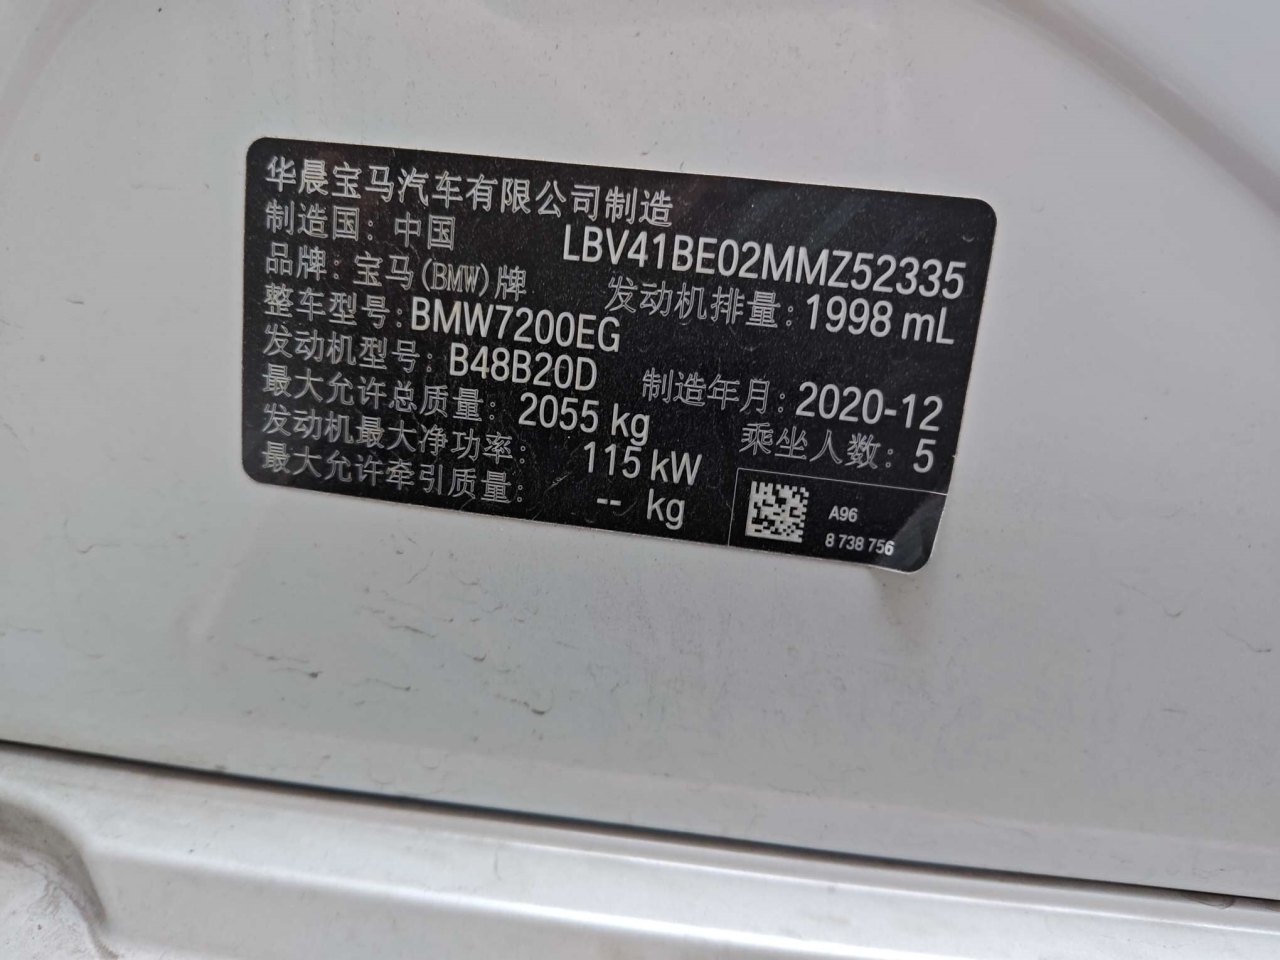 华晨宝马汽车有限公司制造
制造国：中国
LBV41BE02MMZ52335
品牌：宝马(BMW)牌
发动机排量：1998 mL
整车型号：BMW7200EG
发动机型号：B48B20D
制造年月：2020-12
最大允许总质量：2055 kg
乘坐人数：5
发动机最大净功率：115 kW
最大允许牵引质量：-- kg
A96
8 738 756